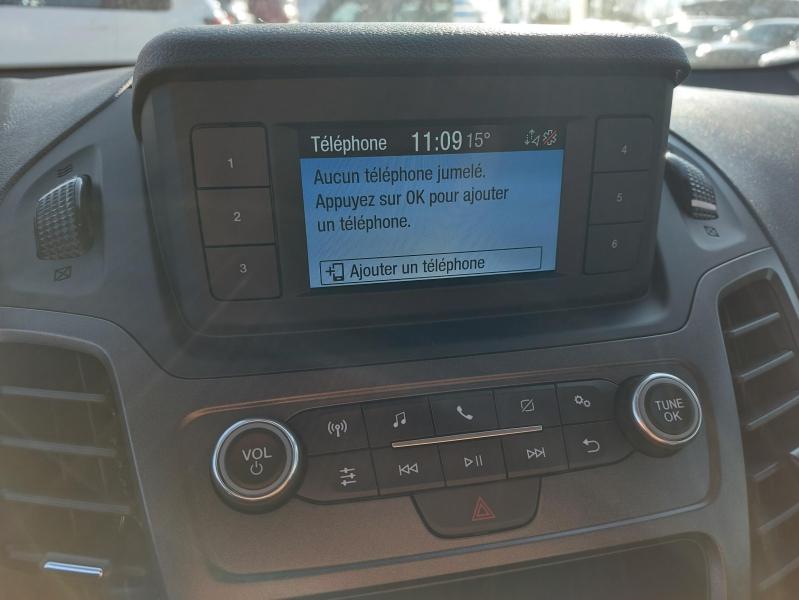 Téléphone 11:09 15°
Aucun téléphone jumelé.
Appuyez sur OK pour ajouter
un téléphone.
Ajouter un téléphone
1
2
3
4
5
6
VOL
TUNE
OK